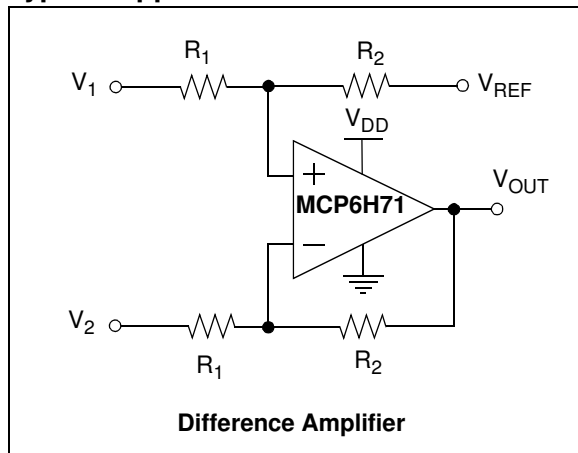 R1
R2
V1
VREF
VDD
VOUT
+
MCP6H71
−
V2
R1
R2
Difference Amplifier